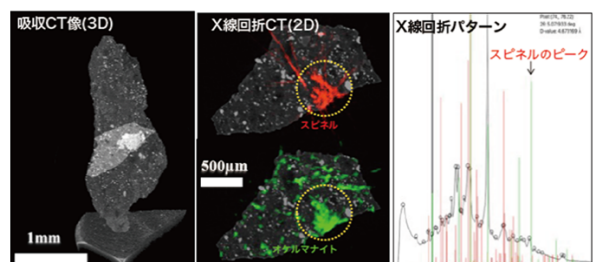 吸収CT像(3D)
1mm
X線回折CT(2D)
スピネル
500μm
オケルマナイト
X線回折パターン
スピネルのピーク